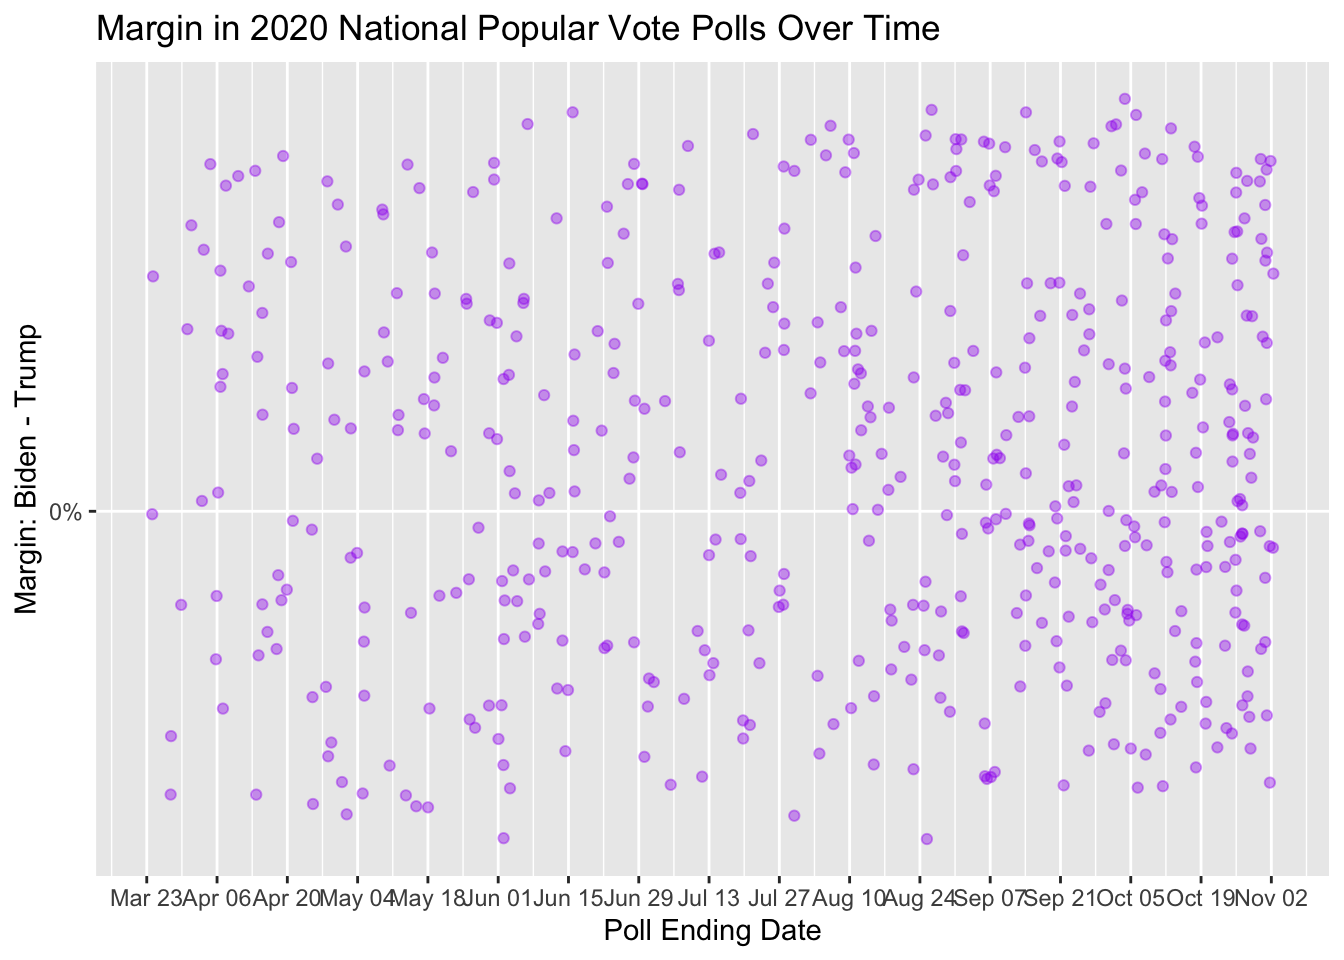 Margin in 2020 National Popular Vote Polls Over Time
Margin: Biden - Trump
0%
Mar 23 Apr 06 Apr 20 May 04 May 18 Jun 01 Jun 15 Jun 29 Jul 13 Jul 27 Aug 10 Aug 24 Sep 07 Sep 21 Oct 05 Oct 19 Nov 02
Poll Ending Date